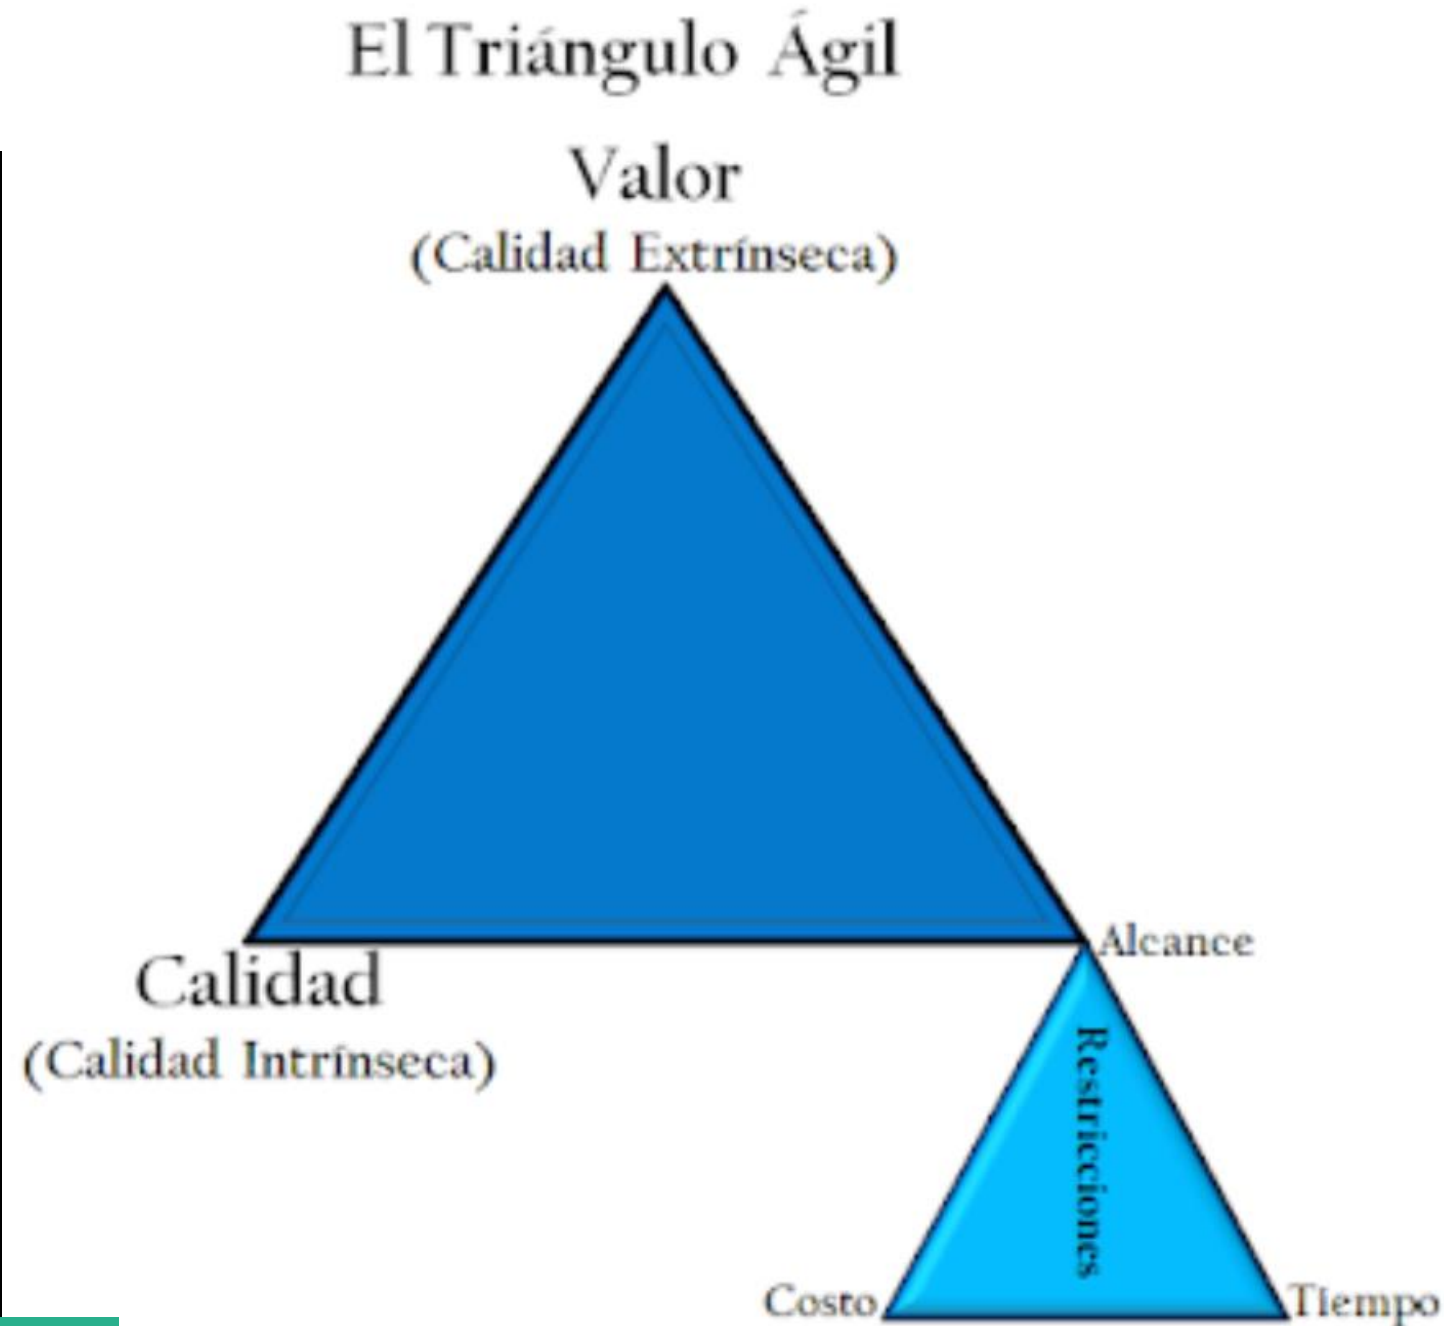 El Triángulo Ágil
Valor
(Calidad Extrínseca)
Alcance
Calidad
(Calidad Intrínseca)
Restricciones
Costo
Tiempo